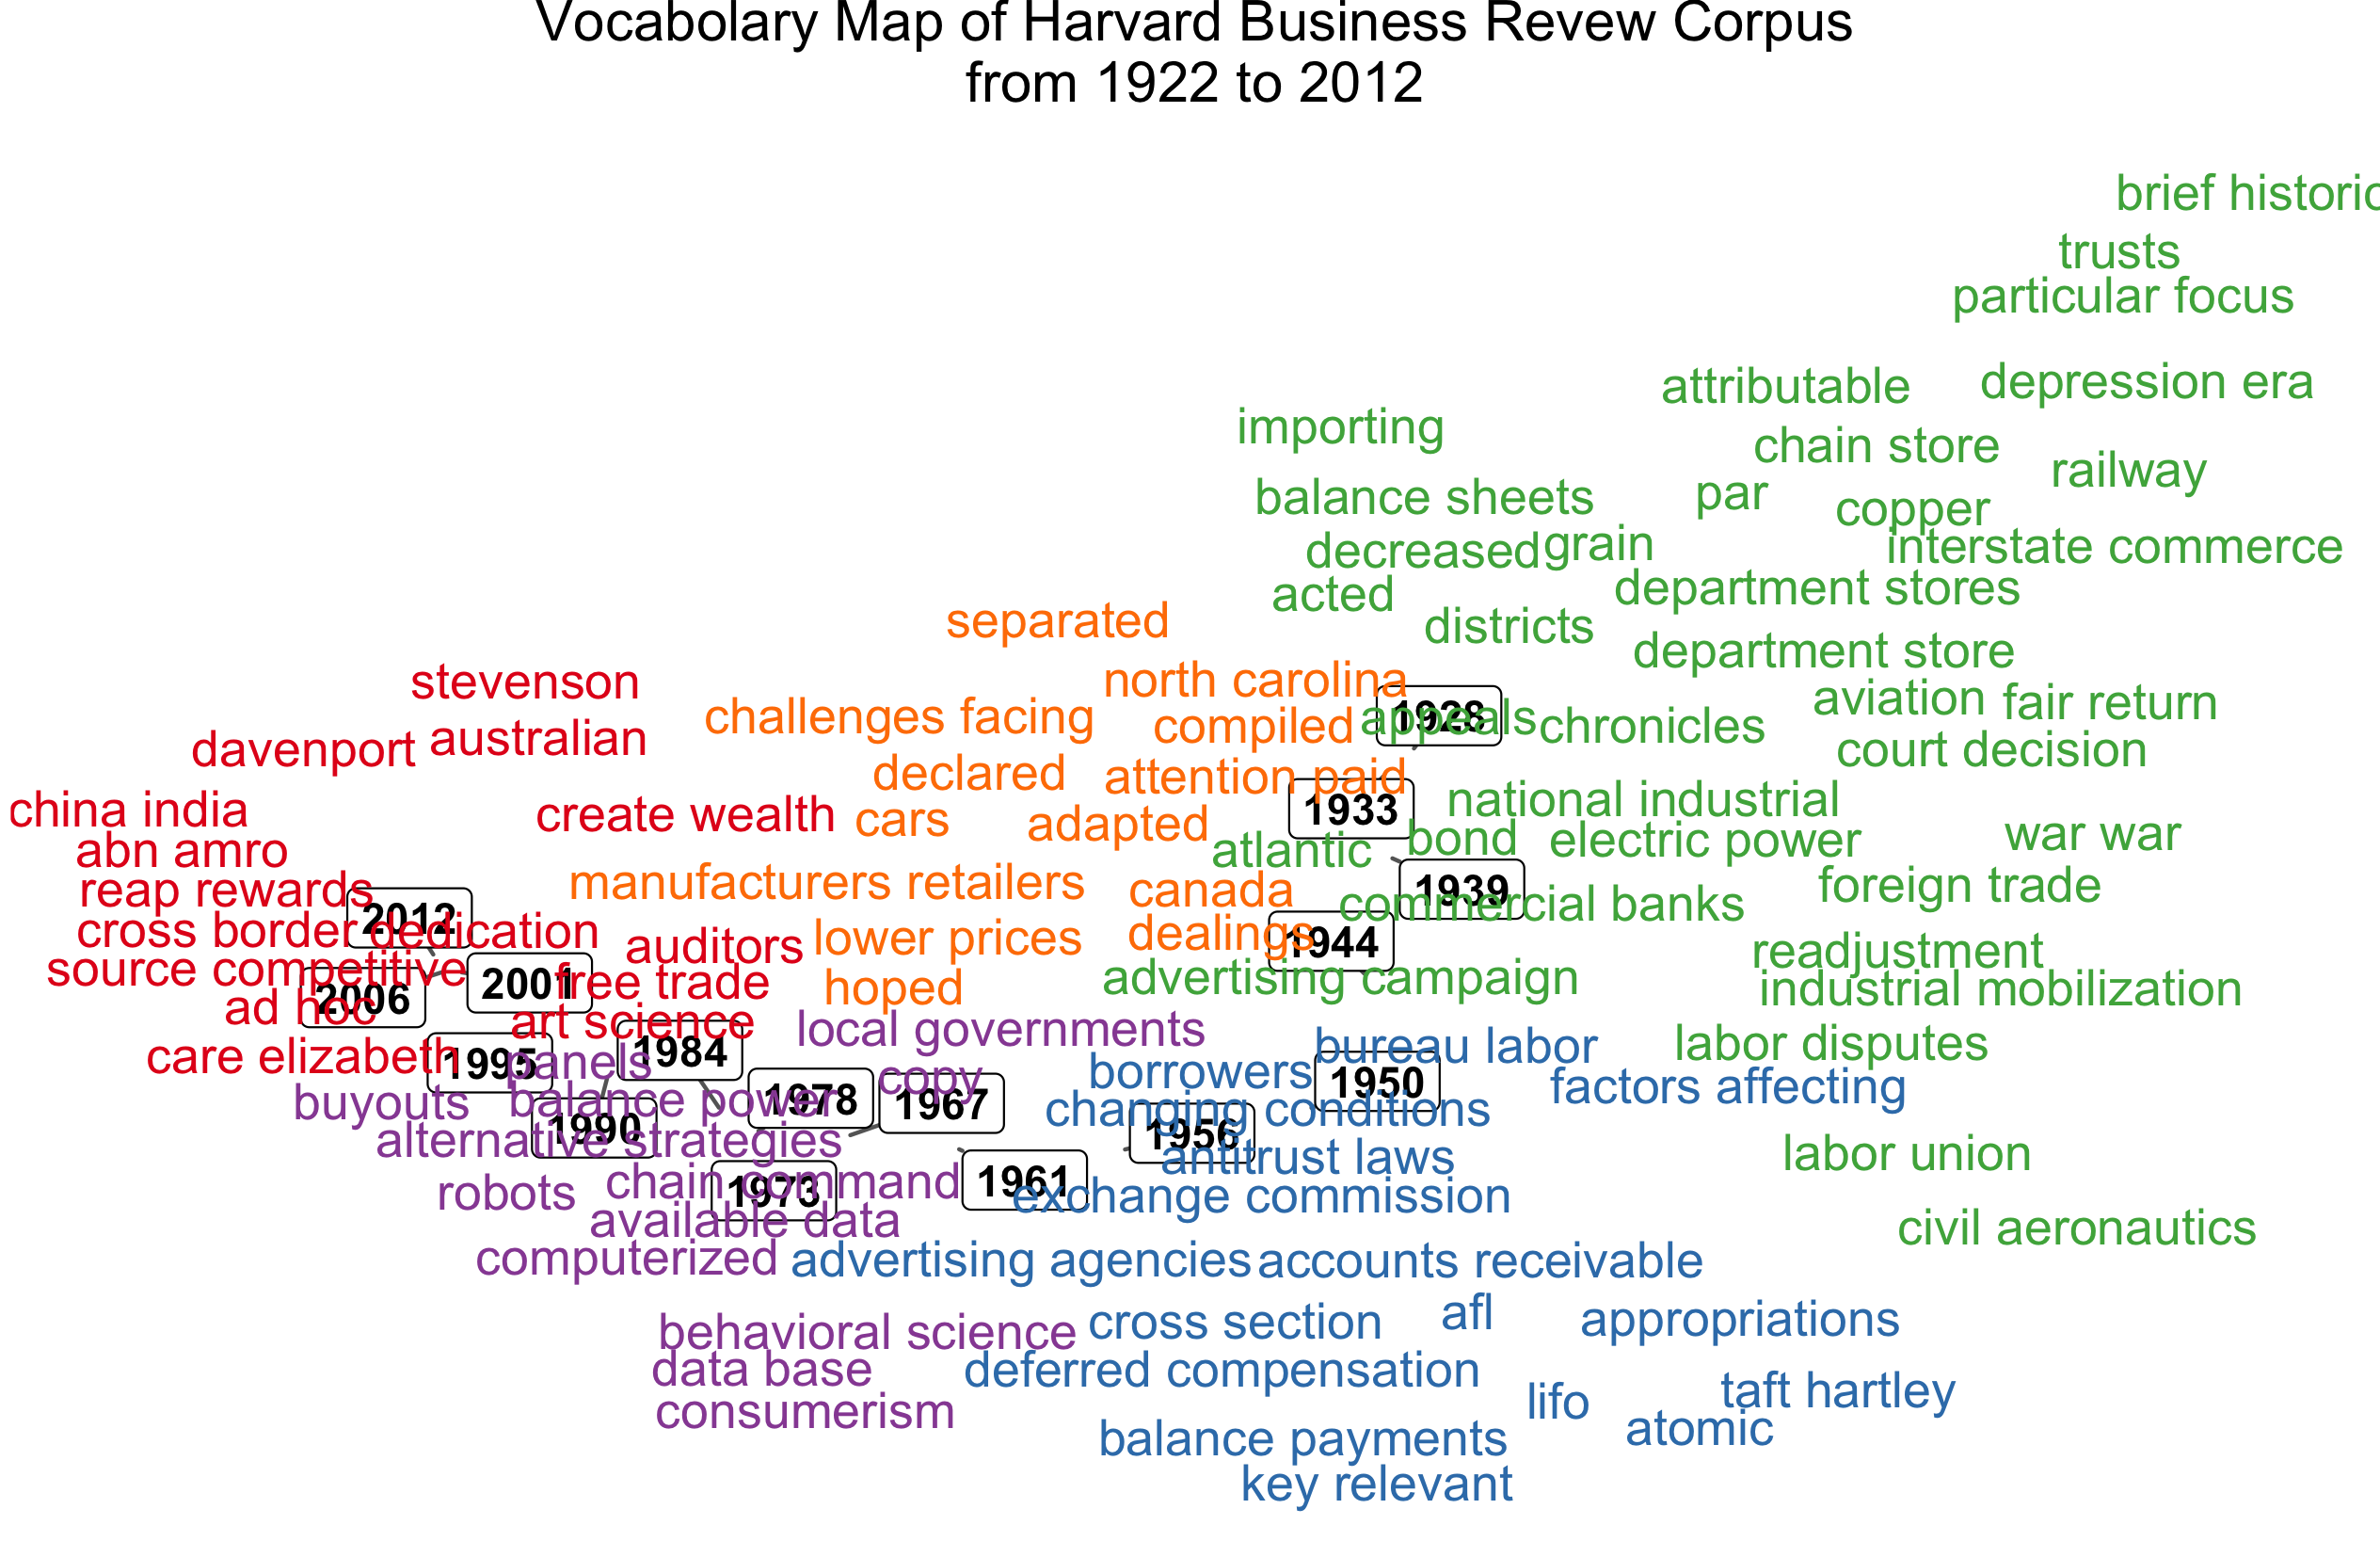 Vocabolary Map of Harvard Business Revew Corpus
from 1922 to 2012
brief historic
trusts
particular focus
attributable
depression era
importing
chain store
railway
balance sheets
par
copper
decreased
grain
interstate commerce
acted
department stores
separated
districts
department store
stevenson
north carolina
challenges facing
compiled
appeals
1928
chronicles
aviation
fair return
davenport
australian
court decision
declared
attention paid
china india
create wealth
cars
adapted
1933
national industrial
abn amro
atlantic
bond
electric power
war war
reap rewards
manufacturers retailers
canada
1939
foreign trade
2012
commercial banks
cross border
dedication
auditors
lower prices
dealings
1944
readjustment
source competitive
2001
free trade
hoped
advertising campaign
industrial mobilization
2006
ad hoc
art science
local governments
bureau labor
labor disputes
care elizabeth
1995
panels
1984
copy
borrowers
1950
factors affecting
buyouts
balance power
1978
1967
changing conditions
1990
alternative strategies
1956
antitrust laws
labor union
robots
chain command
1973
1961
exchange commission
available data
civil aeronautics
computerized
advertising agencies
accounts receivable
behavioral science
cross section
afl
appropriations
data base
deferred compensation
lifo
taft hartley
consumerism
atomic
balance payments
key relevant